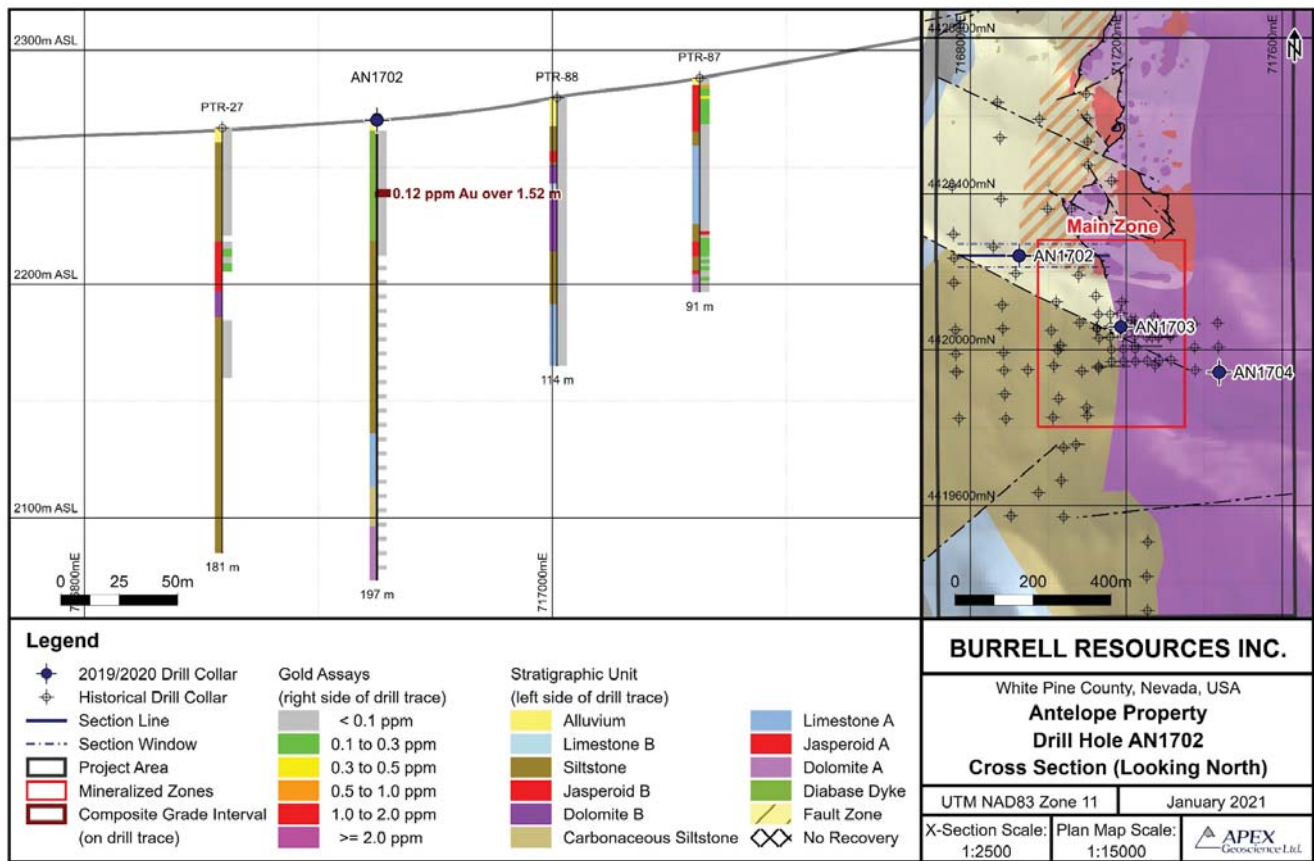 2300m ASL
PTR-27
AN1702
PTR-88
PTR-87
0.12 ppm Au over 1.52 m
2200m ASL
91 m
114 m
2100m ASL
181 m
197 m
716800mE
717000mE
0 25 50m
716800mE
717200mE
717600mE
N
4420800mN
4420400mN
Main Zone
AN1702
AN1703
4420000mN
AN1704
4419600mN
0 200 400m
Legend
2019/2020 Drill Collar
Historical Drill Collar
Section Line
Section Window
Project Area
Mineralized Zones
Composite Grade Interval
(on drill trace)
Gold Assays
(right side of drill trace)
< 0.1 ppm
0.1 to 0.3 ppm
0.3 to 0.5 ppm
0.5 to 1.0 ppm
1.0 to 2.0 ppm
>= 2.0 ppm
Stratigraphic Unit
(left side of drill trace)
Alluvium
Limestone B
Siltstone
Jasperoid B
Dolomite B
Carbonaceous Siltstone
Limestone A
Jasperoid A
Dolomite A
Diabase Dyke
Fault Zone
No Recovery
BURRELL RESOURCES INC.
White Pine County, Nevada, USA
Antelope Property
Drill Hole AN1702
Cross Section (Looking North)
UTM NAD83 Zone 11
January 2021
X-Section Scale:
1:2500
Plan Map Scale:
1:15000
APEX
Geoscience Ltd.